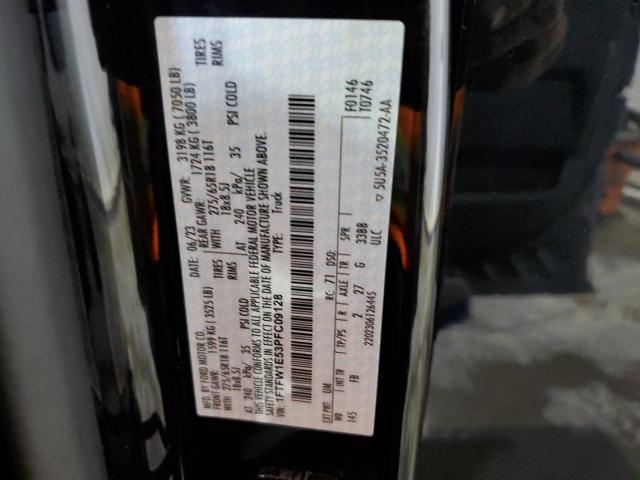 MFD. BY FORD MOTOR CO.
DATE: 06/23 GVWR: 3198 KG ( 7050 LB)
FRONT GAWR: 1599 KG ( 3525 LB) REAR GAWR: 1724 KG ( 3800 LB)
275/65R18 116T TIRES WITH 275/65R18 116T TIRES
18x8.5J RIMS 18x8.5J RIMS
AT 240 kPa/ 35 PSI COLD AT 240 kPa/ 35 PSI COLD
THIS VEHICLE CONFORMS TO ALL APPLICABLE FEDERAL MOTOR VEHICLE
SAFETY STANDARDS IN EFFECT ON THE DATE OF MANUFACTURE SHOWN ABOVE.
VIN: 1FTFW1E53PFC09128 TYPE: Truck
F0146
T0746
EXT PNT: UM RC: 71 DSO:
WB INT TR TP/PS R AXLE TR SPR
145 FB 2 27 G 33BB
ULC
2202306126445
▽ 5U5A-3520472-AA